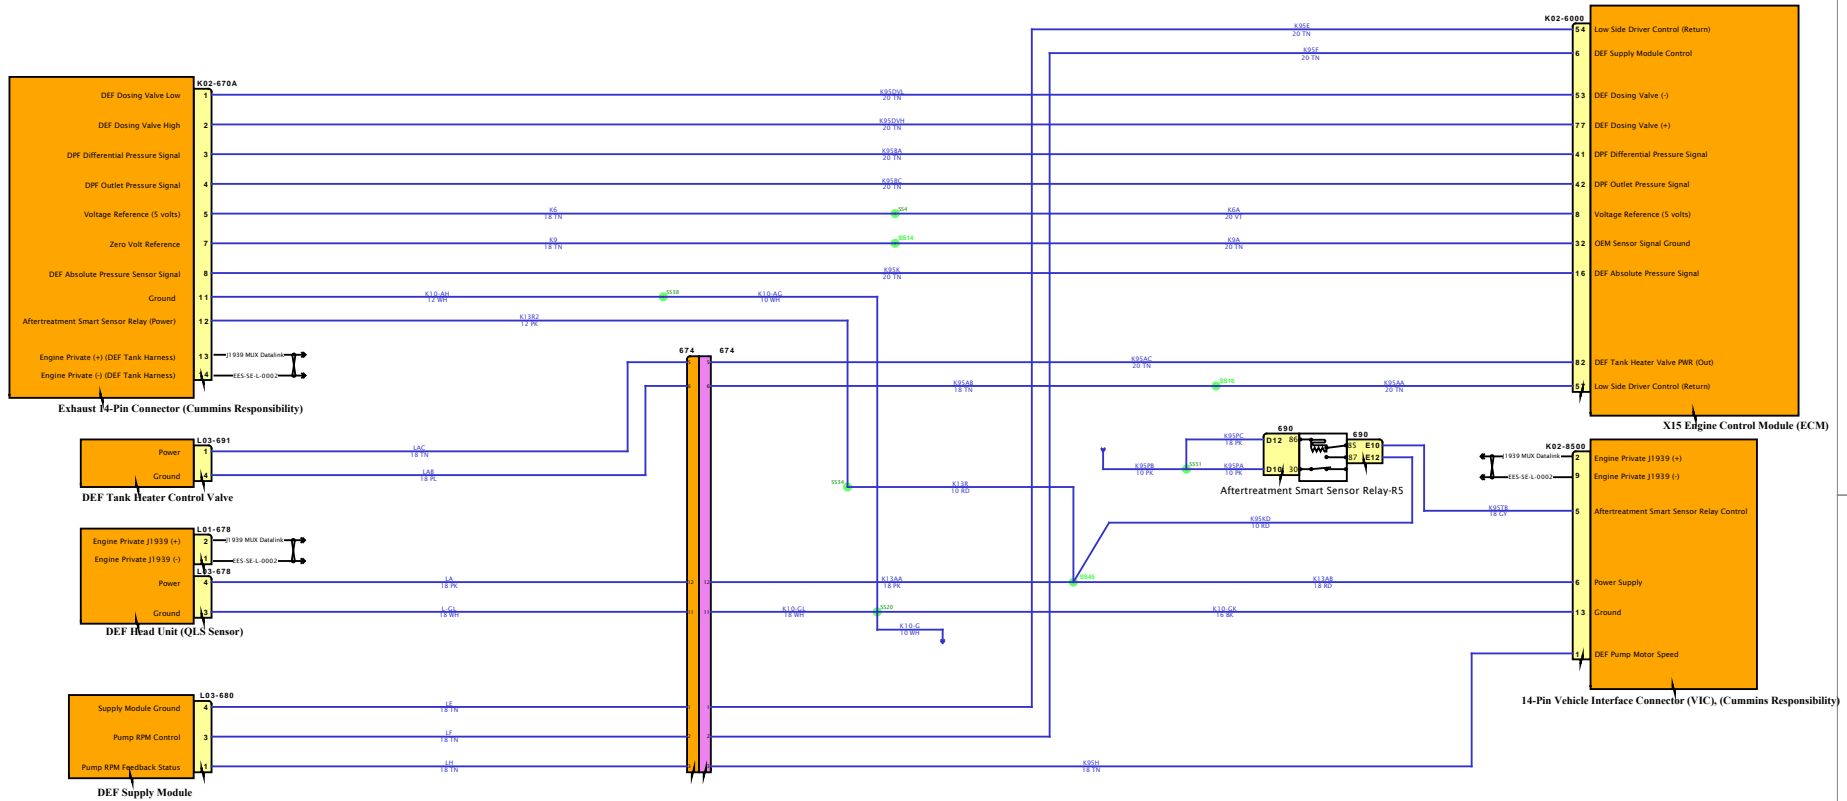 K02-6000
K95E
20 TN
54 Low Side Driver Control (Return)
K95F
20 TN
6 DEF Supply Module Control
K02-670A
DEF Dosing Valve Low 1
K95DVL
20 TN
53 DEF Dosing Valve (-)
DEF Dosing Valve High 2
K95DVH
20 TN
77 DEF Dosing Valve (+)
DPF Differential Pressure Signal 3
K95BA
20 TN
41 DPF Differential Pressure Signal
DPF Outlet Pressure Signal 4
K95BC
20 TN
42 DPF Outlet Pressure Signal
Voltage Reference (5 volts) 5
K6
18 TN
SS4
K6A
20 VT
8 Voltage Reference (5 volts)
Zero Volt Reference 7
K9
18 TN
SS14
K9A
20 TN
32 OEM Sensor Signal Ground
DEF Absolute Pressure Sensor Signal 8
K95K
20 TN
16 DEF Absolute Pressure Signal
Ground 11
K10-AH
12 WH
SS38
K10-AG
10 WH
Aftertreatment Smart Sensor Relay (Power) 12
K13R2
12 PK
Engine Private (+) (DEF Tank Harness) 13
J1939 MUX Datalink
Engine Private (-) (DEF Tank Harness)
EES-SE-L-0002
Exhaust 14-Pin Connector (Cummins Responsibility)
674 674
5 5
K95AC
20 TN
82 DEF Tank Heater Valve PWR (Out)
6 6
K95AB
18 TN
SS16
K95AA
20 TN
Low Side Driver Control (Return)
X15 Engine Control Module (ECM)
L03-691
Power 1
LAC
18 TN
Ground 4
LAB
18 PL
DEF Tank Heater Control Valve
K95PC
18 PK
K95PB
10 PK
SS51
K95PA
10 PK
690 690
D12 86 85 E10
D10 30 87 E12
Aftertreatment Smart Sensor Relay-R5
K02-8500
J1939 MUX Datalink
2 Engine Private J1939 (+)
EES-SE-L-0002
9 Engine Private J1939 (-)
SS34
K13R
10 RD
K95TB
18 GY
5 Aftertreatment Smart Sensor Relay Control
K95KD
10 RD
L01-678
Engine Private J1939 (+) 2
J1939 MUX Datalink
Engine Private J1939 (-) 1
EES-SE-L-0002
L03-678
Power 4
LA
18 PK
12 12
K13AA
18 PK
SS45
K13AB
18 RD
6 Power Supply
Ground 3
L-GL
18 WH
11 11
K10-GL
18 WH
SS20
K10-GK
16 BK
13 Ground
DEF Head Unit (QLS Sensor)
K10-G
10 WH
1 DEF Pump Motor Speed
14-Pin Vehicle Interface Connector (VIC), (Cummins Responsibility)
L03-680
Supply Module Ground 4
LE
18 TN
1 1
Pump RPM Control 3
LF
18 TN
2 2
Pump RPM Feedback Status 1
LH
18 TN
3
K95H
18 TN
DEF Supply Module